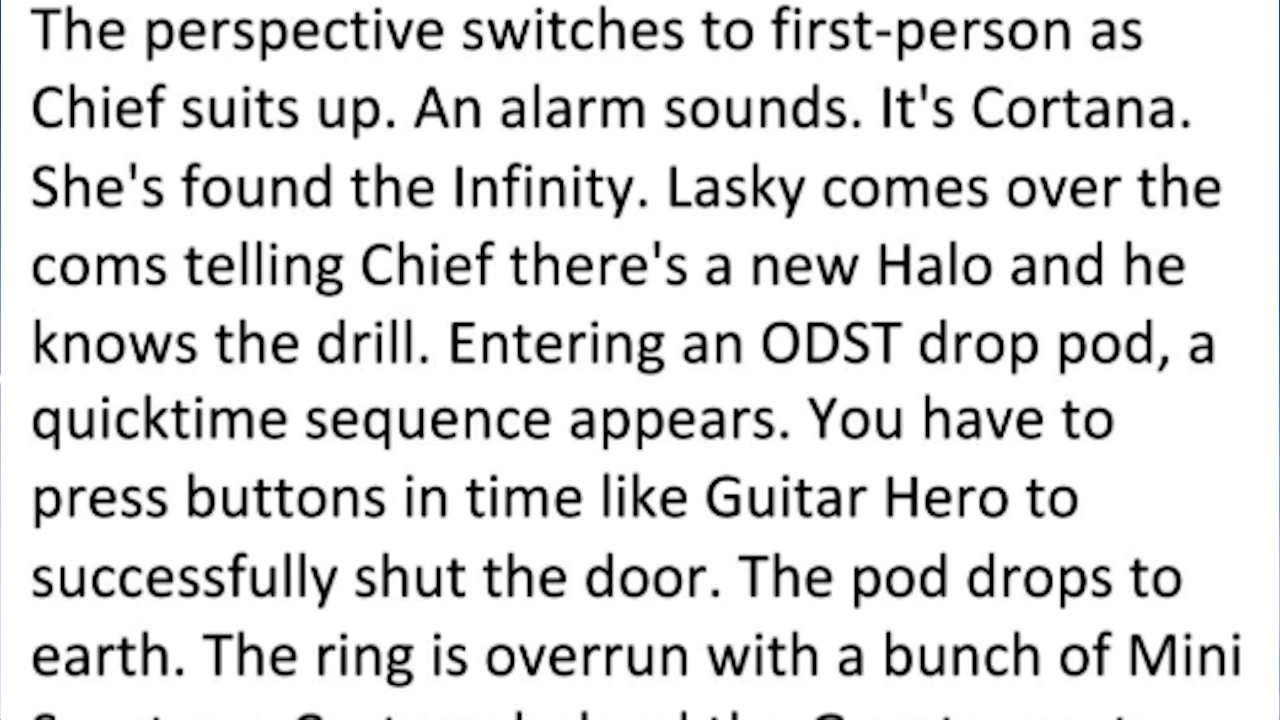 The perspective switches to first-person as
Chief suits up. An alarm sounds. It's Cortana.
She's found the Infinity. Lasky comes over the
coms telling Chief there's a new Halo and he
knows the drill. Entering an ODST drop pod, a
quicktime sequence appears. You have to
press buttons in time like Guitar Hero to
successfully shut the door. The pod drops to
earth. The ring is overrun with a bunch of Mini